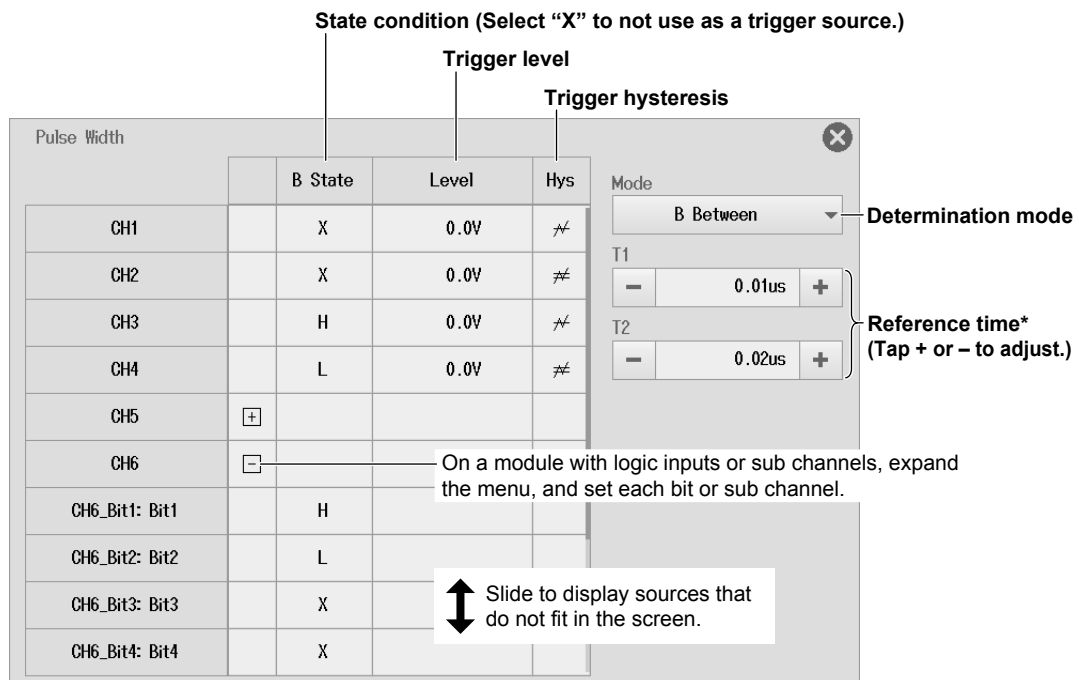 State condition (Select “X” to not use as a trigger source.)
Trigger level
Trigger hysteresis
Pulse Width
B State Level Hys
CH1 X 0.0V
CH2 X 0.0V
CH3 H 0.0V
CH4 L 0.0V
CH5 +
CH6 −
CH6_Bit1: Bit1 H
CH6_Bit2: Bit2 L
CH6_Bit3: Bit3 X
CH6_Bit4: Bit4 X
Mode
B Between
Determination mode
T1
− 0.01us +
T2
− 0.02us +
Reference time*
(Tap + or – to adjust.)
On a module with logic inputs or sub channels, expand
the menu, and set each bit or sub channel.
Slide to display sources that
do not fit in the screen.